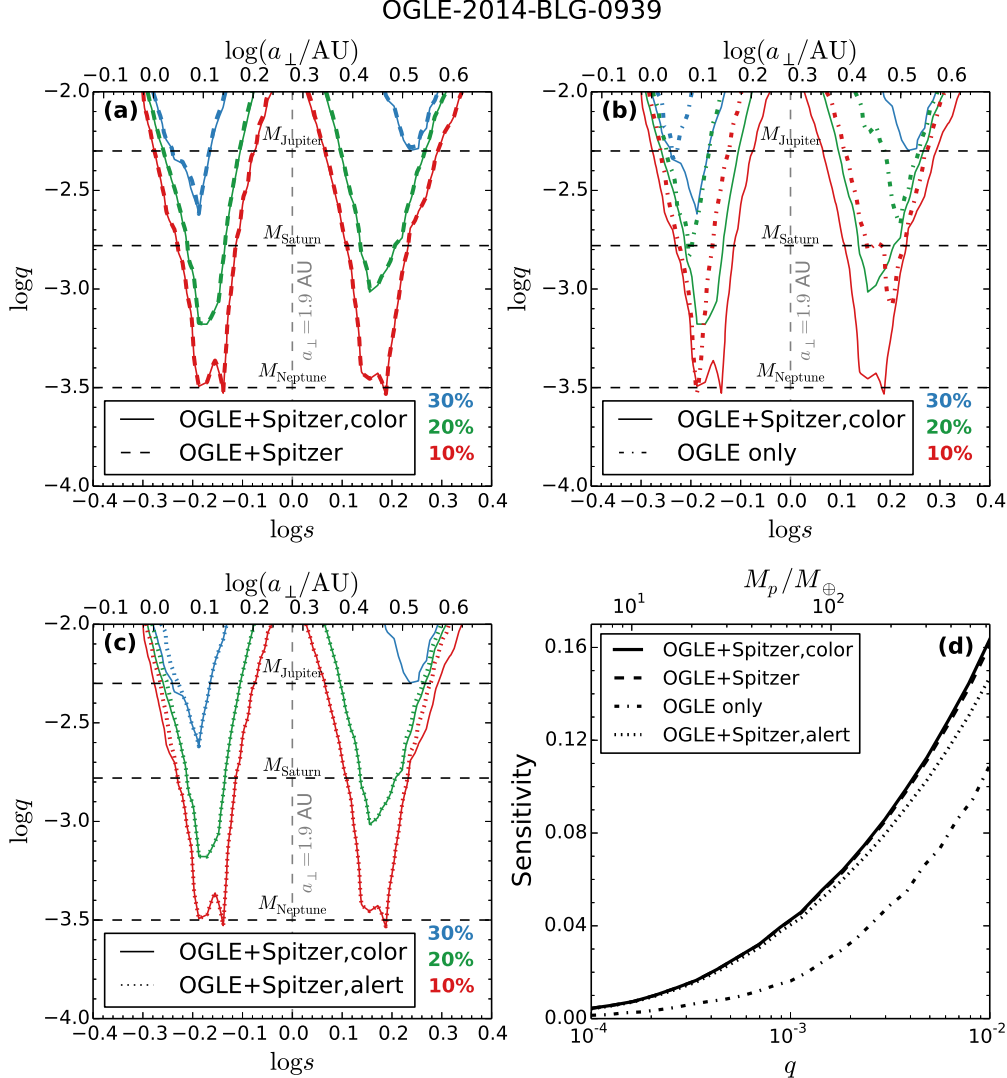 OGLE-2014-BLG-0939
log(a⊥/AU)
−0.1 0.0 0.1 0.2 0.3 0.4 0.5 0.6
(a)
−2.0
−2.5
−3.0
−3.5
−4.0
logq
M_Jupiter
M_Saturn
a⊥=1.9 AU
M_Neptune
OGLE+Spitzer,color
OGLE+Spitzer
30%
20%
10%
−0.4 −0.3 −0.2 −0.1 0.0 0.1 0.2 0.3 0.4
logs
log(a⊥/AU)
−0.1 0.0 0.1 0.2 0.3 0.4 0.5 0.6
(b)
−2.0
−2.5
−3.0
−3.5
−4.0
logq
M_Jupiter
M_Saturn
a⊥=1.9 AU
M_Neptune
OGLE+Spitzer,color
OGLE only
30%
20%
10%
−0.4 −0.3 −0.2 −0.1 0.0 0.1 0.2 0.3 0.4
logs
log(a⊥/AU)
−0.1 0.0 0.1 0.2 0.3 0.4 0.5 0.6
(c)
−2.0
−2.5
−3.0
−3.5
−4.0
logq
M_Jupiter
M_Saturn
a⊥=1.9 AU
M_Neptune
OGLE+Spitzer,color
OGLE+Spitzer,alert
30%
20%
10%
−0.4 −0.3 −0.2 −0.1 0.0 0.1 0.2 0.3 0.4
logs
M_p/M_⊕
10¹ 10²
(d)
OGLE+Spitzer,color
OGLE+Spitzer
OGLE only
OGLE+Spitzer,alert
0.16
0.12
0.08
0.04
0.00
Sensitivity
10⁻⁴ 10⁻³ 10⁻²
q